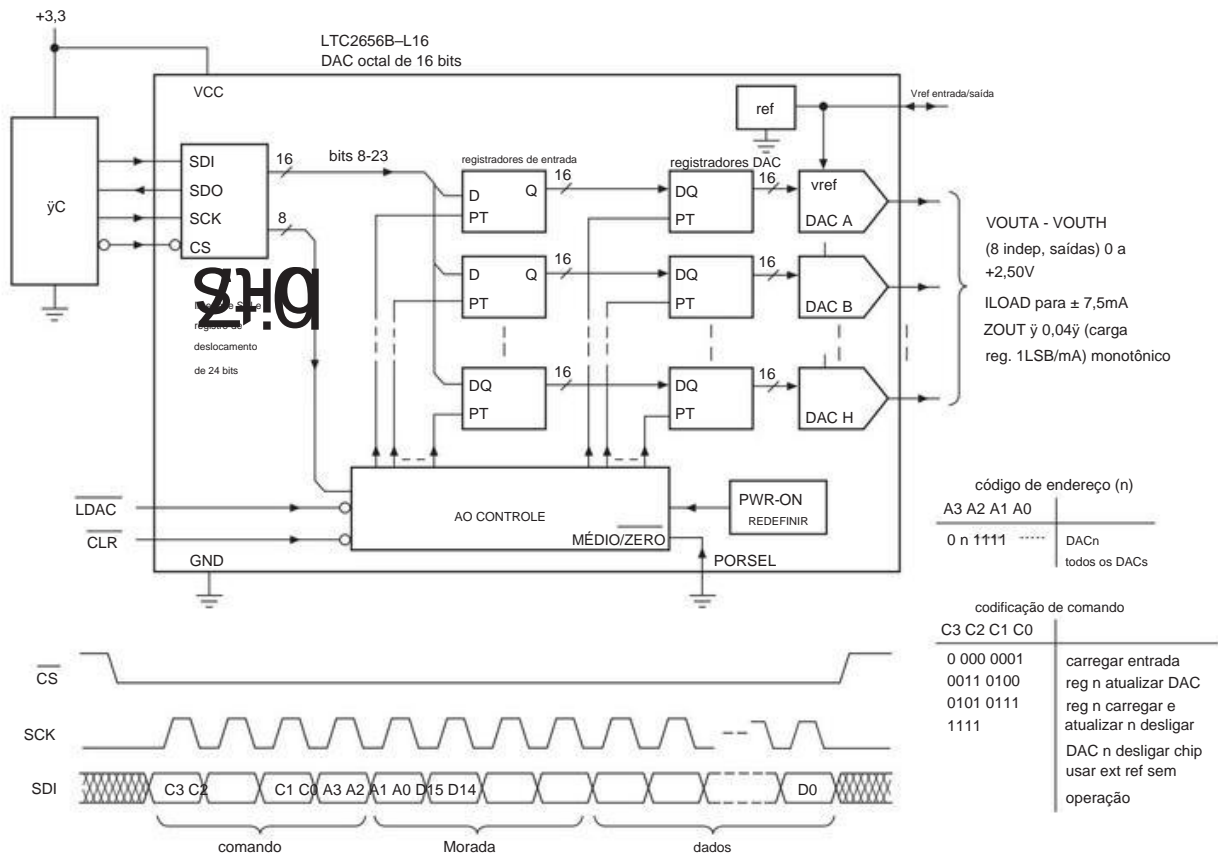 +3,3
LTC2656B–L16
DAC octal de 16 bits
VCC
ref
Vref entrada/saída
ÿC
SDI
SDO
SCK
CS
16
8
bits 8-23
registradores de entrada
registradores DAC
D
Q
PT
16
DQ
PT
16
vref
DAC A
D
Q
PT
16
DQ
PT
16
DAC B
DQ
PT
16
DQ
PT
16
DAC H
VOUTA - VOUTH
(8 indep, saídas) 0 a
+2,50V
ILOAD para ± 7,5mA
ZOUT ÿ 0,04ÿ (carga
reg. 1LSB/mA) monotônico
bits
deslocamento
de 24 bits
LDAC
CLR
AO CONTROLE
MÉDIO/ZERO
PWR-ON
REDEFINIR
GND
PORSEL
código de endereço (n)
A3 A2 A1 A0
0 n 1111 ----- DACn
todos os DACs
codificação de comando
C3 C2 C1 C0
0 000 0001 carregar entrada
0011 0100 reg n atualizar DAC
0101 0111 reg n carregar e
1111 atualizar n desligar
DAC n desligar chip
usar ext ref sem
operação
CS
SCK
SDI
C3 C2 C1 C0 A3 A2 A1 A0 D15 D14 D0
comando
Morada
dados